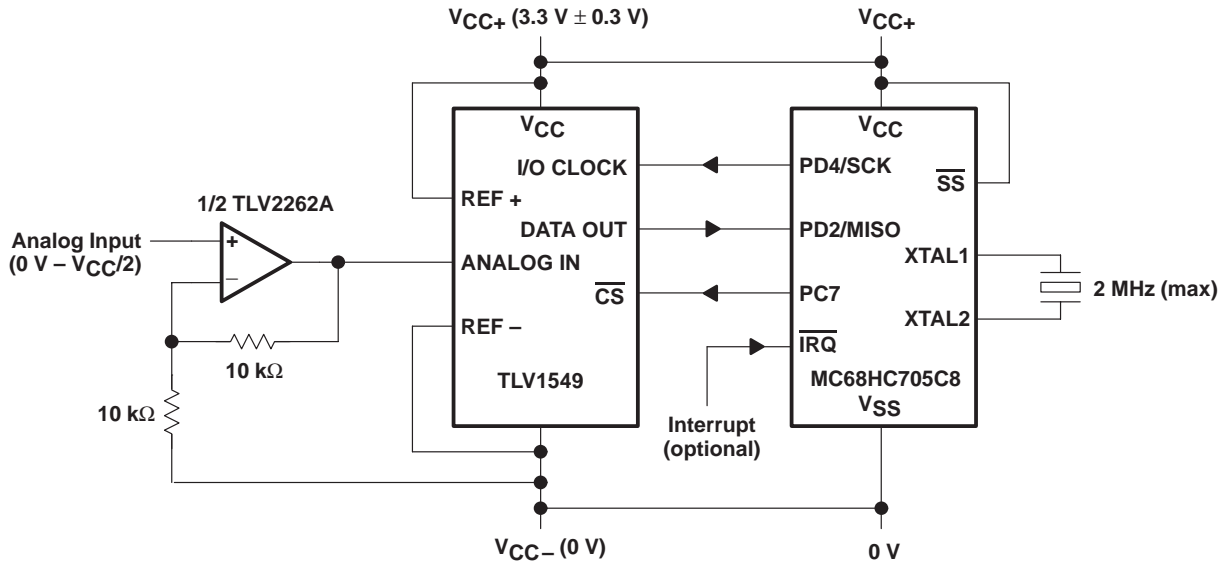 VCC+ (3.3 V ± 0.3 V)
VCC+
VCC
VCC
I/O CLOCK
PD4/SCK
SS
REF +
1/2 TLV2262A
DATA OUT
PD2/MISO
Analog Input
(0 V – VCC/2)
+
–
ANALOG IN
XTAL1
CS
PC7
2 MHz (max)
REF –
XTAL2
IRQ
10 kΩ
TLV1549
MC68HC705C8
VSS
10 kΩ
Interrupt
(optional)
VCC– (0 V)
0 V